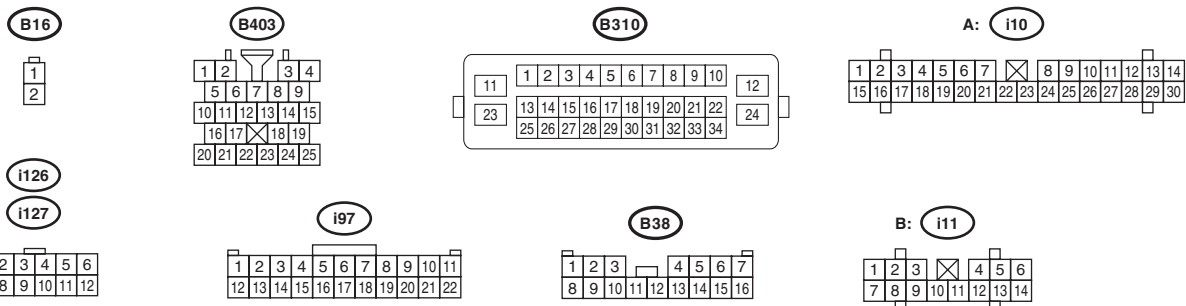 B16
1
2
B403
1 2 3 4
5 6 7 8 9
10 11 12 13 14 15
16 17 18 19
20 21 22 23 24 25
B310
11 1 2 3 4 5 6 7 8 9 10 12
23 13 14 15 16 17 18 19 20 21 22 24
25 26 27 28 29 30 31 32 33 34
A: i10
1 2 3 4 5 6 7 8 9 10 11 12 13 14
15 16 17 18 19 20 21 22 23 24 25 26 27 28 29 30
i126
i127
2 3 4 5 6
8 9 10 11 12
i97
1 2 3 4 5 6 7 8 9 10 11
12 13 14 15 16 17 18 19 20 21 22
B38
1 2 3 4 5 6 7
8 9 10 11 12 13 14 15 16
B: i11
1 2 3 4 5 6
7 8 9 10 11 12 13 14